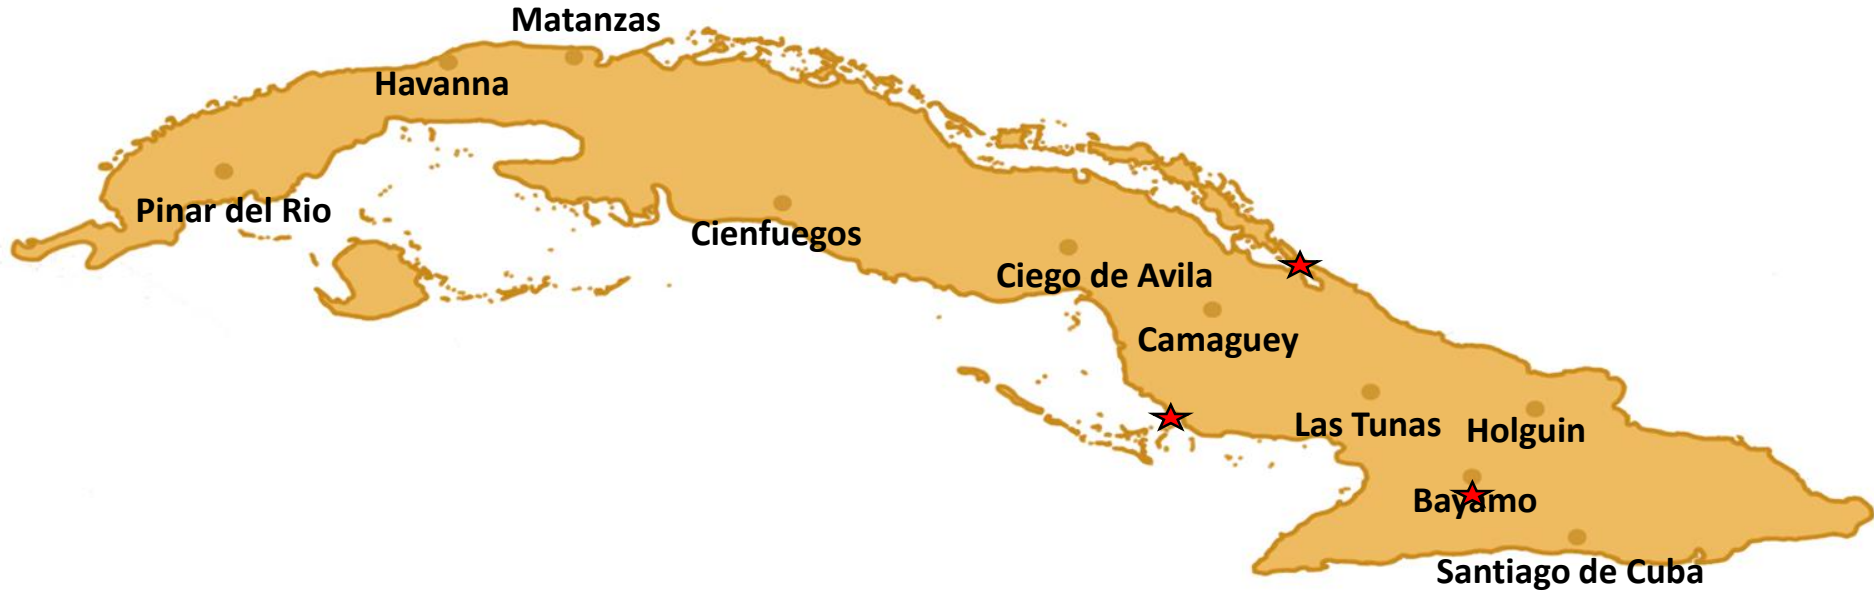 Matanzas
Havanna
Pinar del Rio
Cienfuegos
Ciego de Avila
Camaguey
Las Tunas
Holguin
Bayamo
Santiago de Cuba